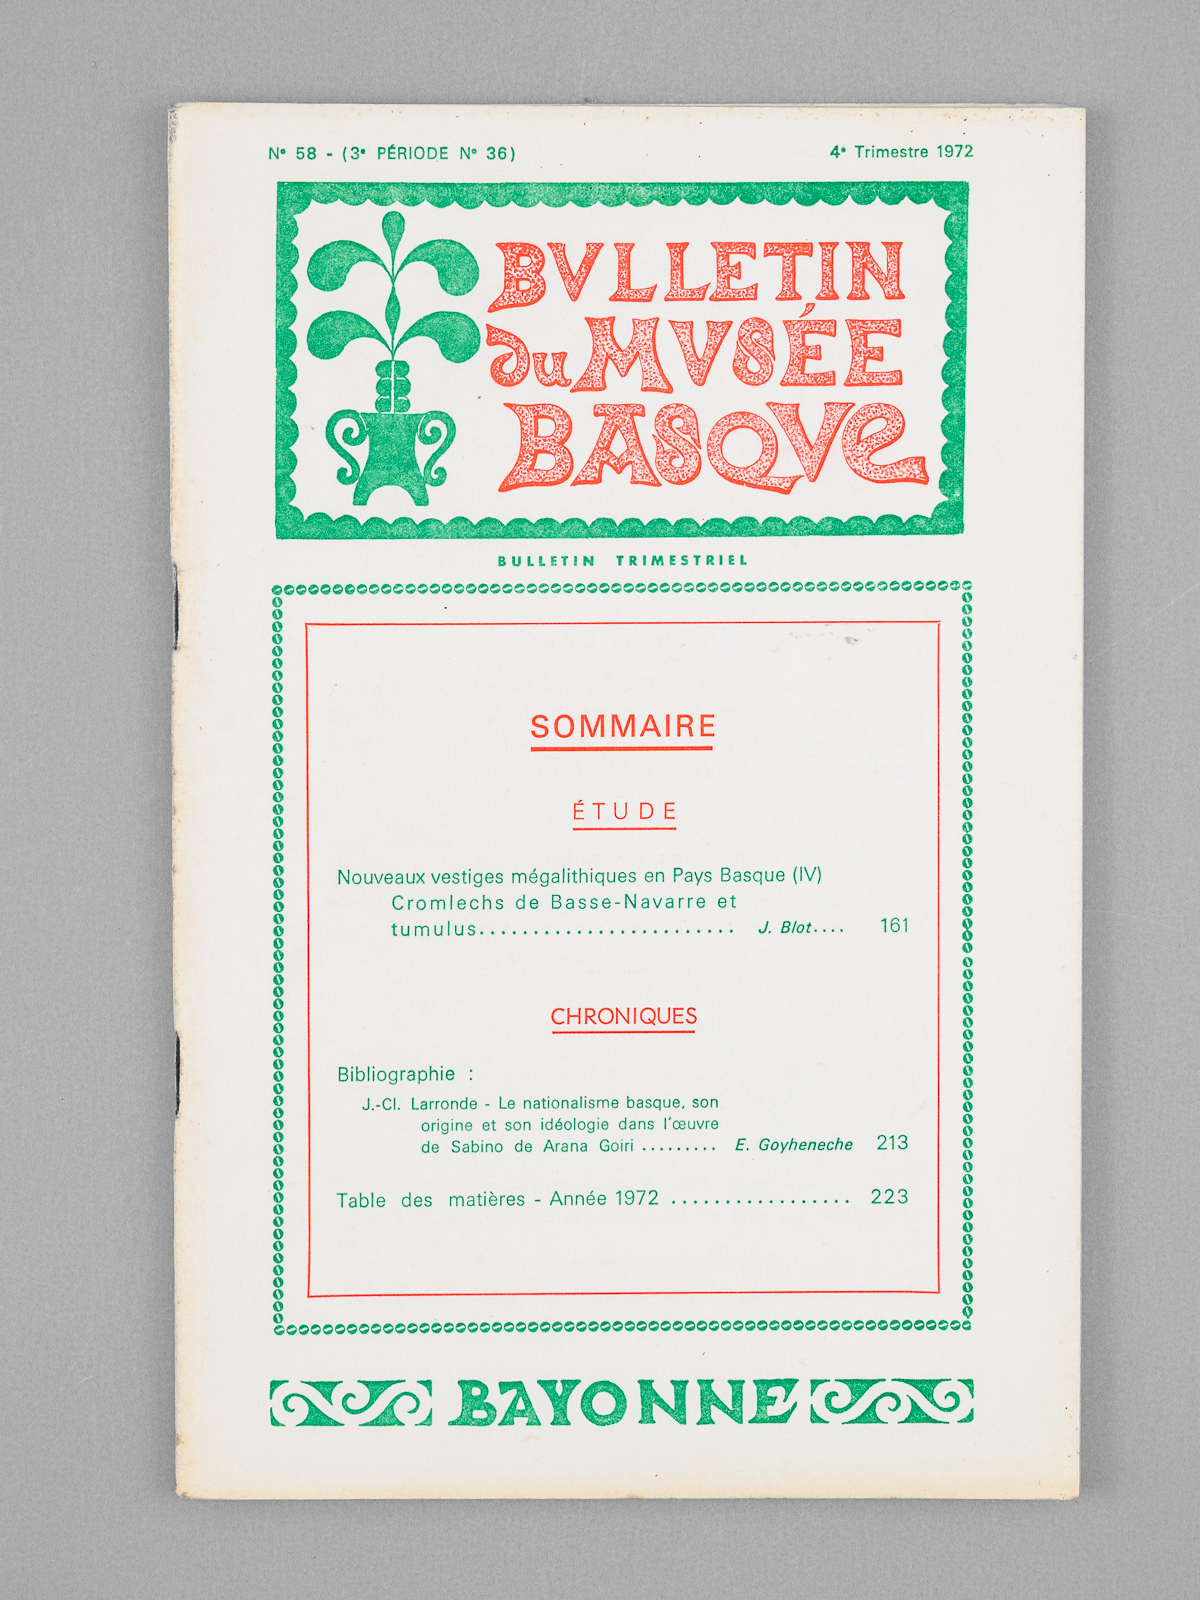 Nº 58 - (3ᵉ PÉRIODE Nº 36)
4ᵉ Trimestre 1972
BVLLETIN
du MVSÉE
BASQVe
BULLETIN TRIMESTRIEL
SOMMAIRE
ÉTUDE
Nouveaux vestiges mégalithiques en Pays Basque (IV)
Cromlechs de Basse-Navarre et
tumulus........................ J. Blot.... 161
CHRONIQUES
Bibliographie :
J.-Cl. Larronde - Le nationalisme basque, son
origine et son idéologie dans l'œuvre
de Sabino de Arana Goiri ......... E. Goyheneche 213
Table des matières - Année 1972 ................. 223
BAYONNE